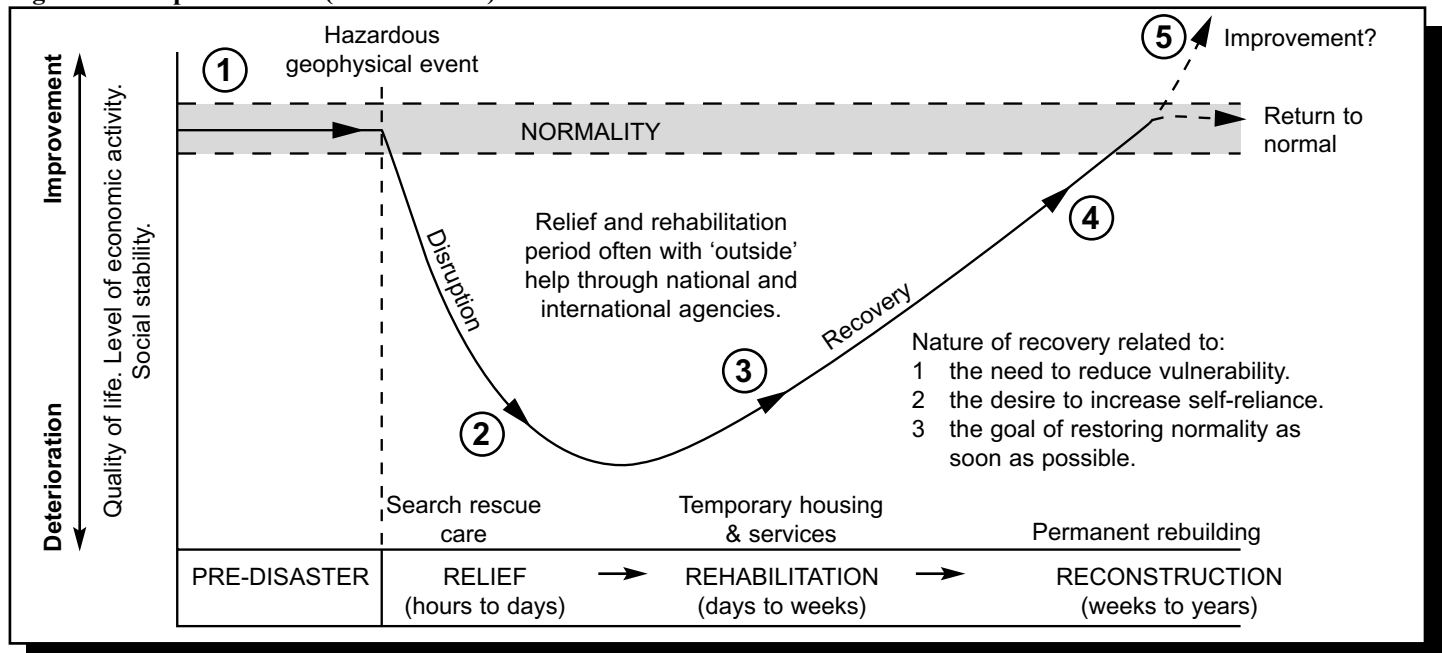 1
Hazardous
geophysical event
5
Improvement?
NORMALITY
Return to
normal
Improvement
Deterioration
Quality of life. Level of economic activity.
Social stability.
Disruption
Relief and rehabilitation
period often with ‘outside’
help through national and
international agencies.
Recovery
4
3
2
Nature of recovery related to:
1 the need to reduce vulnerability.
2 the desire to increase self-reliance.
3 the goal of restoring normality as
soon as possible.
Search rescue
care
Temporary housing
& services
Permanent rebuilding
PRE-DISASTER
RELIEF
(hours to days)
REHABILITATION
(days to weeks)
RECONSTRUCTION
(weeks to years)